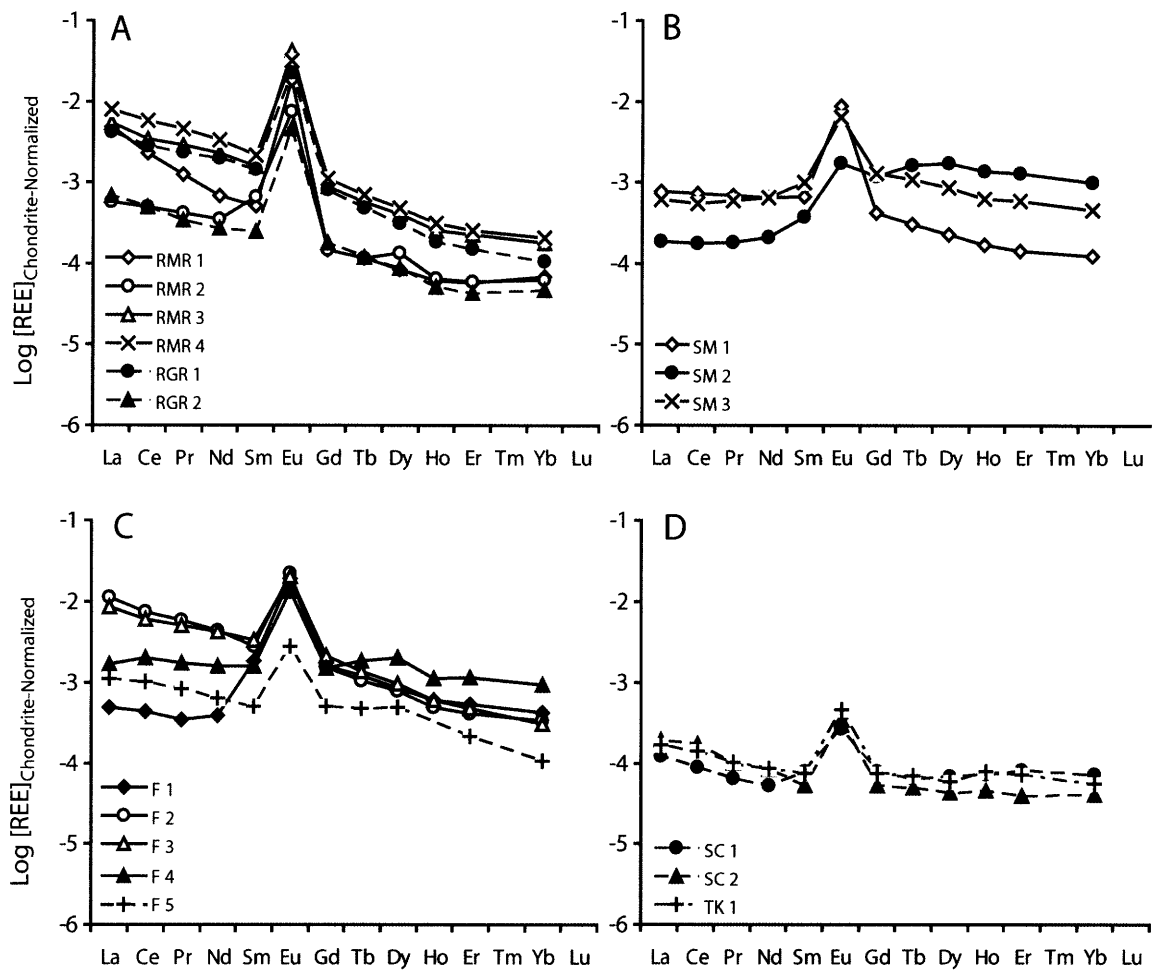 A
-1
-2
-3
-4
-5
-6
Log [REE]Chondrite-Normalized
RMR 1
RMR 2
RMR 3
RMR 4
RGR 1
RGR 2
La Ce Pr Nd Sm Eu Gd Tb Dy Ho Er Tm Yb Lu
B
-1
-2
-3
-4
-5
-6
SM 1
SM 2
SM 3
La Ce Pr Nd Sm Eu Gd Tb Dy Ho Er Tm Yb Lu
C
-1
-2
-3
-4
-5
-6
Log [REE]Chondrite-Normalized
F 1
F 2
F 3
F 4
F 5
La Ce Pr Nd Sm Eu Gd Tb Dy Ho Er Tm Yb Lu
D
-1
-2
-3
-4
-5
-6
SC 1
SC 2
TK 1
La Ce Pr Nd Sm Eu Gd Tb Dy Ho Er Tm Yb Lu